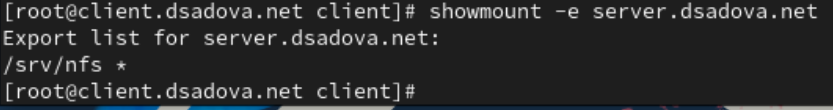 [root@client.dsadova.net client]# showmount -e server.dsadova.net
Export list for server.dsadova.net:
/srv/nfs *
[root@client.dsadova.net client]#